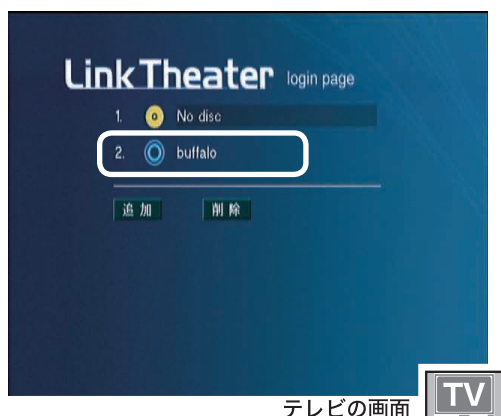 LinkTheater login page
1. No disc
2. buffalo
追加 削除
テレビの画面 TV